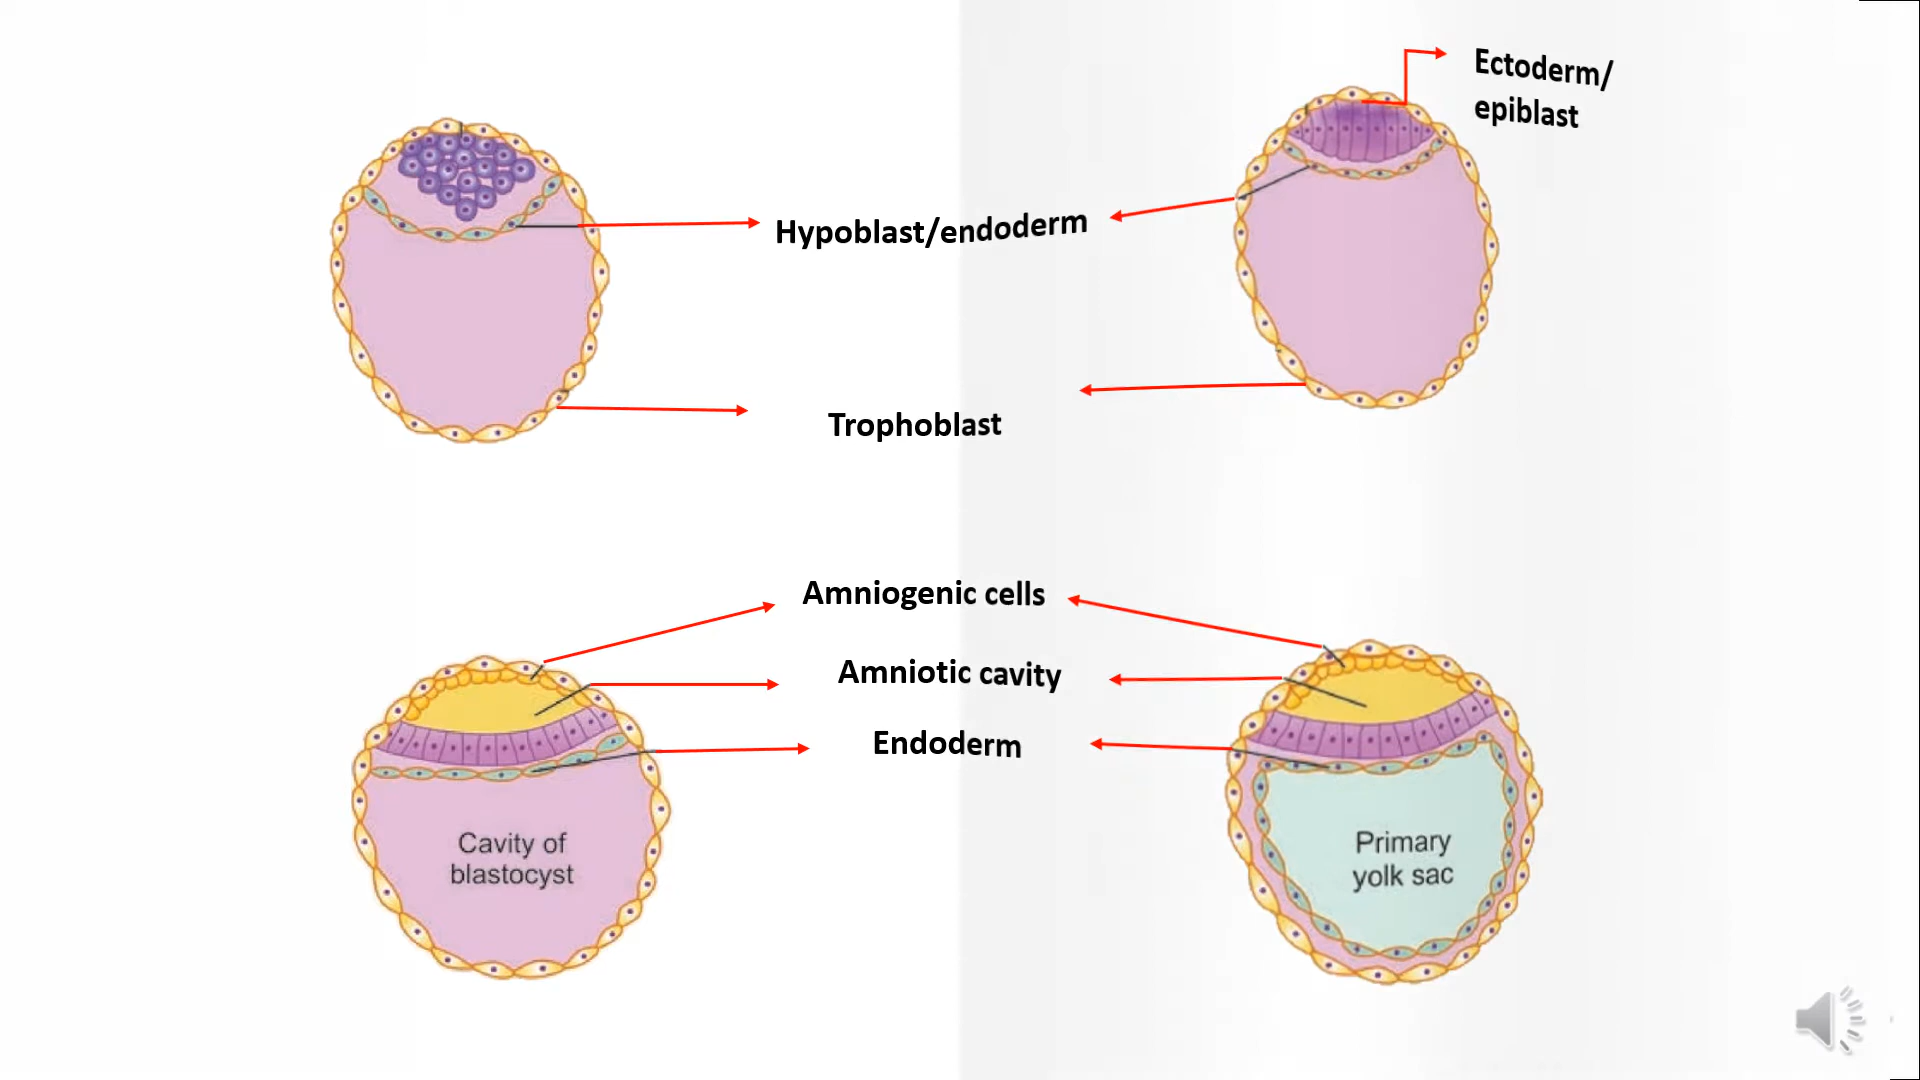 Ectoderm/
epiblast
Hypoblast/endoderm
Trophoblast
Amniogenic cells
Amniotic cavity
Endoderm
Cavity of
blastocyst
Primary
yolk sac